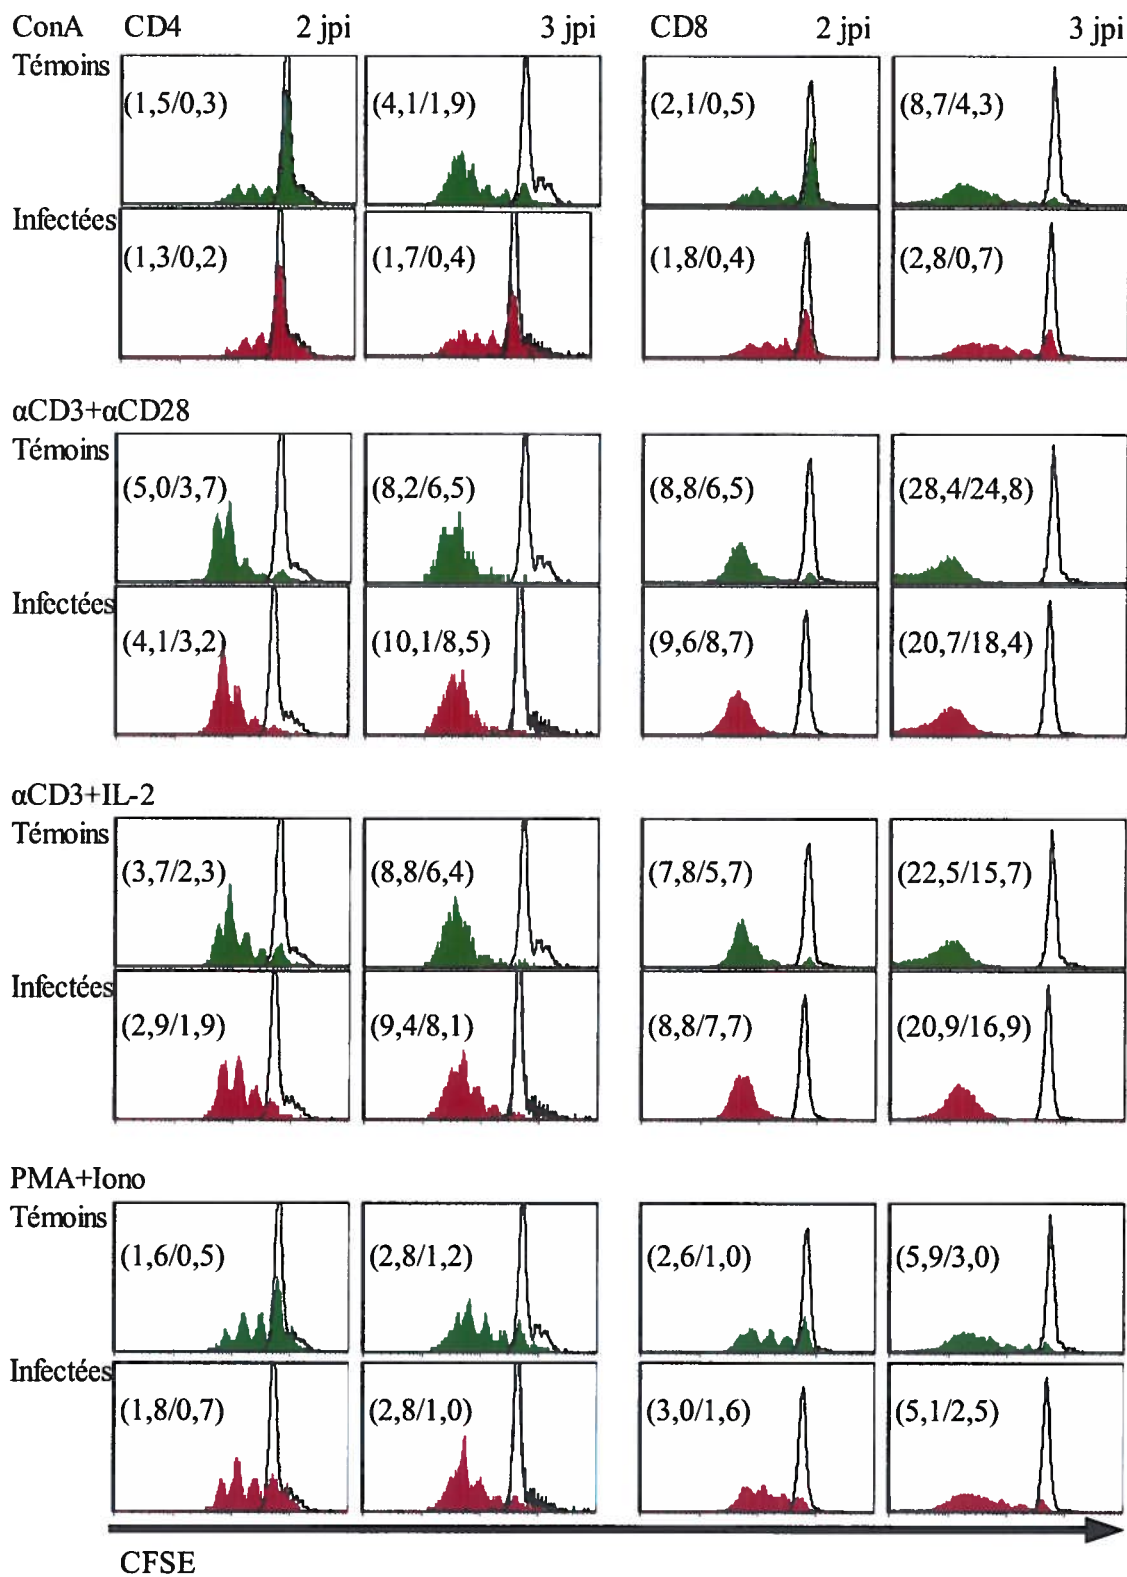 ConA CD4 2 jpi 3 jpi CD8 2 jpi 3 jpi
Témoins
(1,5/0,3) (4,1/1,9) (2,1/0,5) (8,7/4,3)
Infectées
(1,3/0,2) (1,7/0,4) (1,8/0,4) (2,8/0,7)
αCD3+αCD28
Témoins
(5,0/3,7) (8,2/6,5) (8,8/6,5) (28,4/24,8)
Infectées
(4,1/3,2) (10,1/8,5) (9,6/8,7) (20,7/18,4)
αCD3+IL-2
Témoins
(3,7/2,3) (8,8/6,4) (7,8/5,7) (22,5/15,7)
Infectées
(2,9/1,9) (9,4/8,1) (8,8/7,7) (20,9/16,9)
PMA+Iono
Témoins
(1,6/0,5) (2,8/1,2) (2,6/1,0) (5,9/3,0)
Infectées
(1,8/0,7) (2,8/1,0) (3,0/1,6) (5,1/2,5)
CFSE